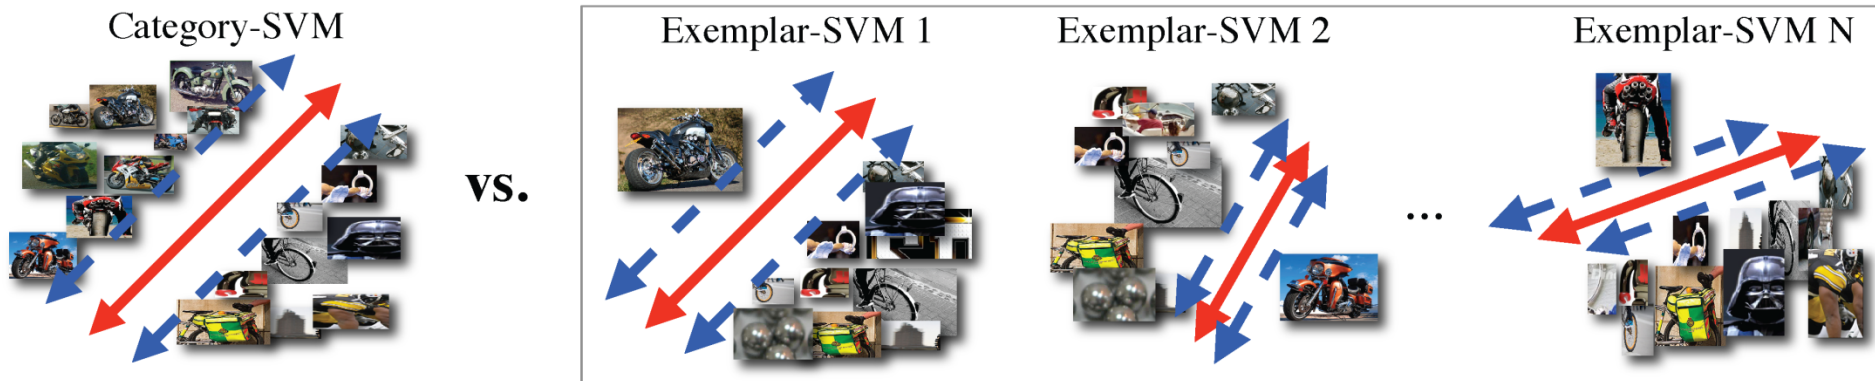 Category-SVM
vs.
Exemplar-SVM 1
Exemplar-SVM 2
...
Exemplar-SVM N